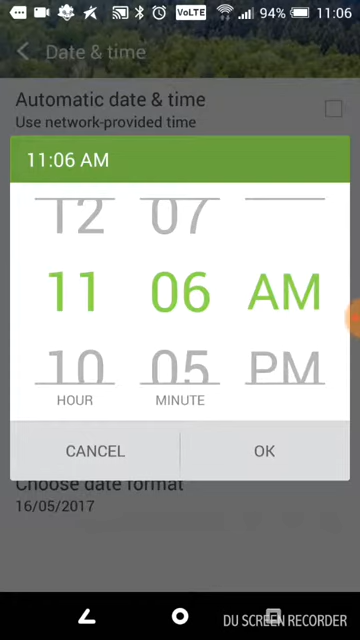 VoLTE 94% 11:06
Date & time
Automatic date & time
Use network-provided time
11:06 AM
12 07
11 06 AM
10 05 PM
HOUR MINUTE
CANCEL OK
Choose date format
16/05/2017
DU SCREEN RECORDER